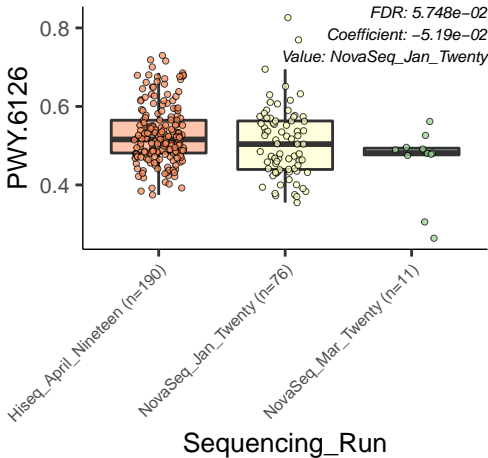 FDR: 5.748e−02
Coefficient: −5.19e−02
Value: NovaSeq_Jan_Twenty
PWY.6126
0.8
0.6
0.4
Hiseq_April_Nineteen (n=190)
NovaSeq_Jan_Twenty (n=76)
NovaSeq_Mar_Twenty (n=11)
Sequencing_Run